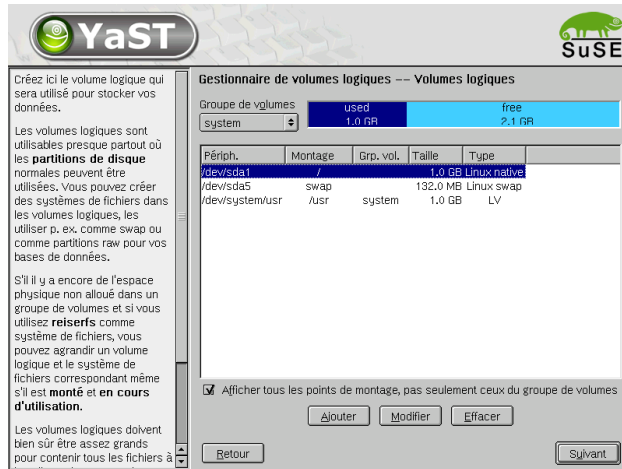 YaST
SuSE
Créez ici le volume logique qui
sera utilisé pour stocker vos
données.
Les volumes logiques sont
utilisables presque partout où
les partitions de disque
normales peuvent être
utilisées. Vous pouvez créer
des systèmes de fichiers dans
les volumes logiques, les
utiliser p. ex. comme swap ou
comme partitions raw pour vos
bases de données.
S'il il y a encore de l'espace
physique non alloué dans un
groupe de volumes et si vous
utilisez reiserfs comme
système de fichiers, vous
pouvez agrandir un volume
logique et le système de
fichiers correspondant même
s'il est monté et en cours
d'utilisation.
Les volumes logiques doivent
bien sûr être assez grands
pour contenir tous les fichiers à
Gestionnaire de volumes logiques -- Volumes logiques
Groupe de volumes
system
used
1.0 GB
free
2.1 GB
Périph. Montage Grp. vol. Taille Type
/dev/sda1 / 1.0 GB Linux native
/dev/sda5 swap 132.0 MB Linux swap
/dev/system/usr /usr system 1.0 GB LV
Afficher tous les points de montage, pas seulement ceux du groupe de volumes
Ajouter Modifier Effacer
Retour Suivant